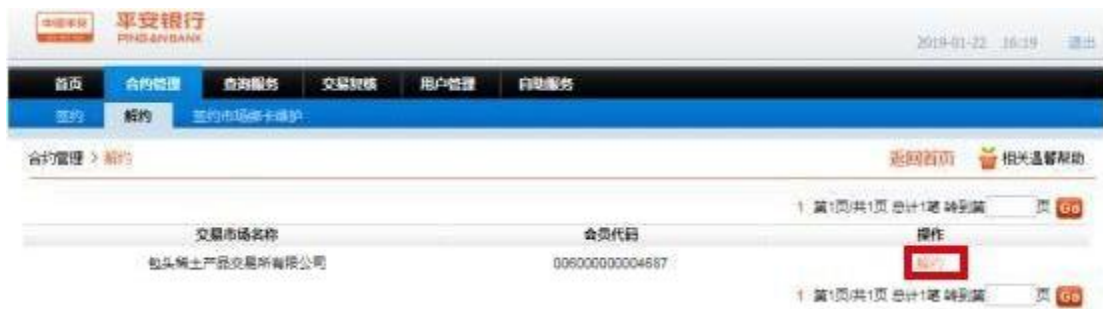 中国平安 平安银行
PING AN BANK
2019-01-22 16:19 退出
首页 合约管理 查询服务 交易复核 用户管理 自助服务
签约 解约 签约市场绑卡维护
合约管理 > 解约 返回首页 相关温馨帮助
1 第1页/共1页 总计1笔 转到第 页 Go
交易市场名称 会员代码 操作
包头稀土产品交易所有限公司 006000000004687 解约
1 第1页/共1页 总计1笔 转到第 页 Go